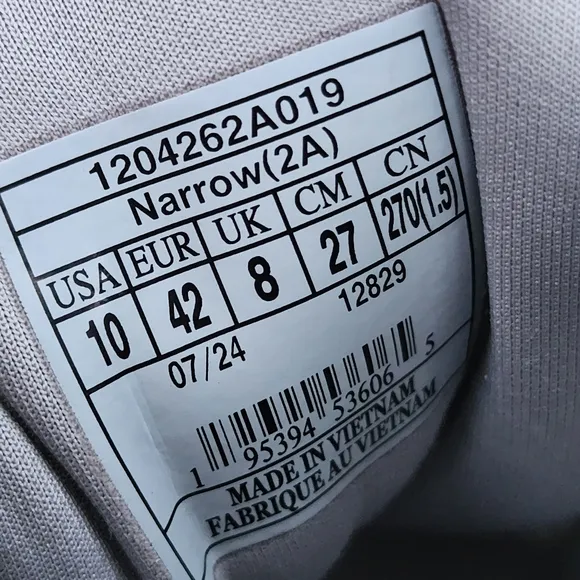 1204262A019
Narrow(2A)
USA EUR UK CM CN
10 42 8 27 270(1.5)
07/24 12829
1 95394 53606 5
MADE IN VIETNAM
FABRIQUE AU VIETNAM